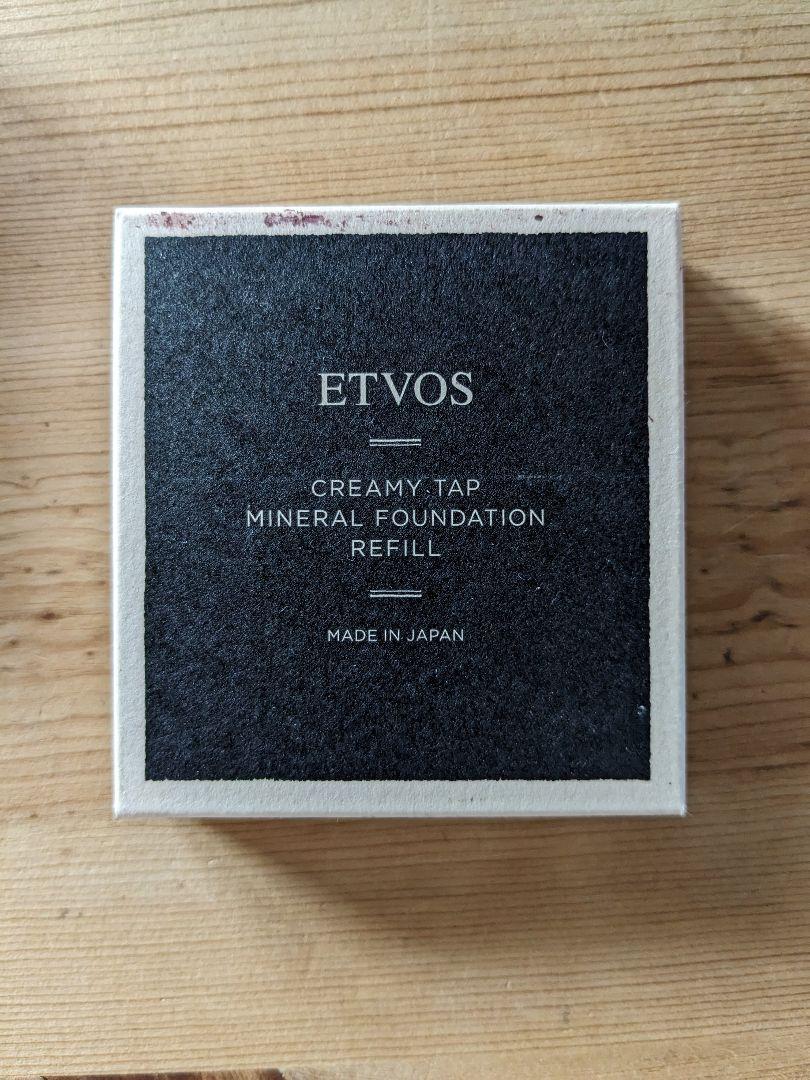 ETVOS
CREAMY TAP
MINERAL FOUNDATION
REFILL
MADE IN JAPAN